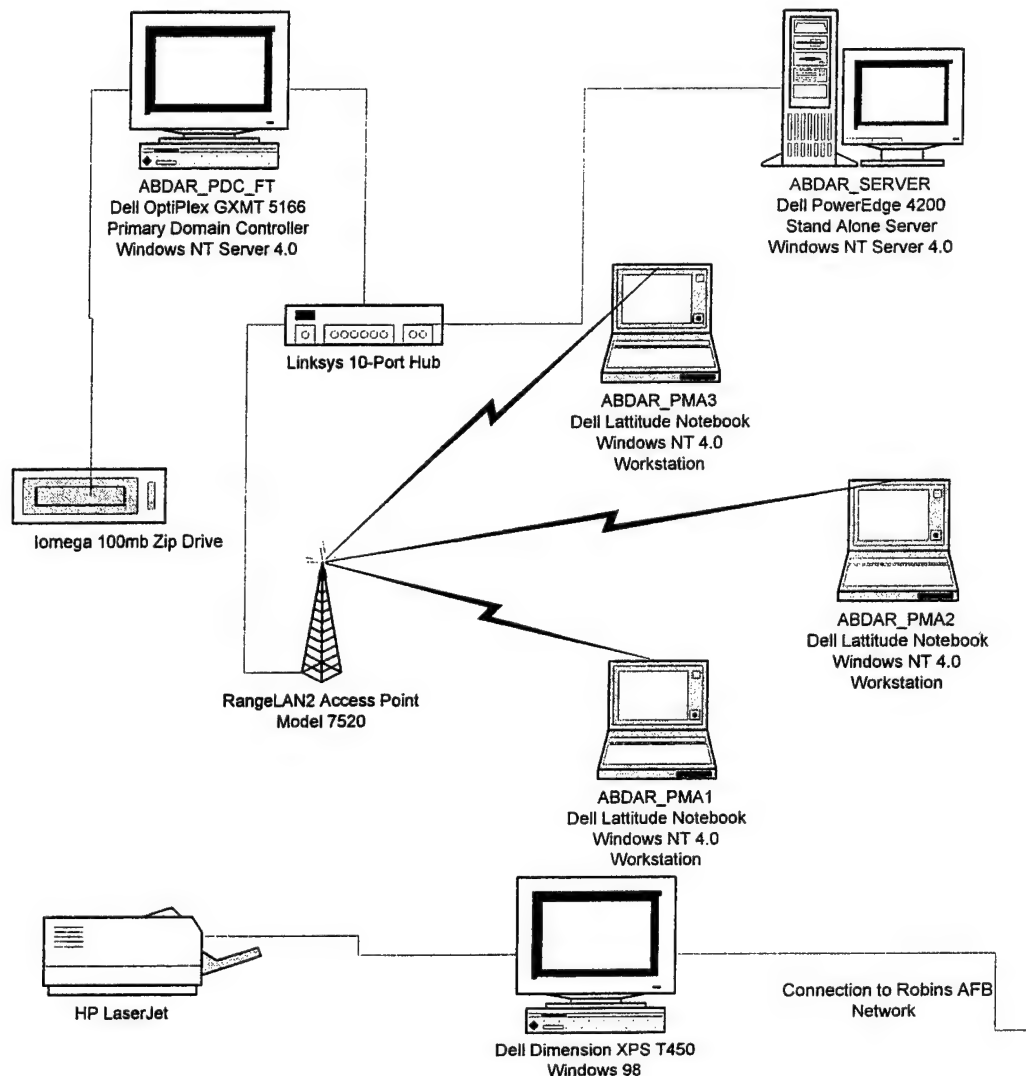 ABDAR_PDC_FT
Dell OptiPlex GXMT 5166
Primary Domain Controller
Windows NT Server 4.0
ABDAR_SERVER
Dell PowerEdge 4200
Stand Alone Server
Windows NT Server 4.0
Linksys 10-Port Hub
ABDAR_PMA3
Dell Lattitude Notebook
Windows NT 4.0
Workstation
Iomega 100mb Zip Drive
ABDAR_PMA2
Dell Lattitude Notebook
Windows NT 4.0
Workstation
RangeLAN2 Access Point
Model 7520
ABDAR_PMA1
Dell Lattitude Notebook
Windows NT 4.0
Workstation
HP LaserJet
Connection to Robins AFB
Network
Dell Dimension XPS T450
Windows 98